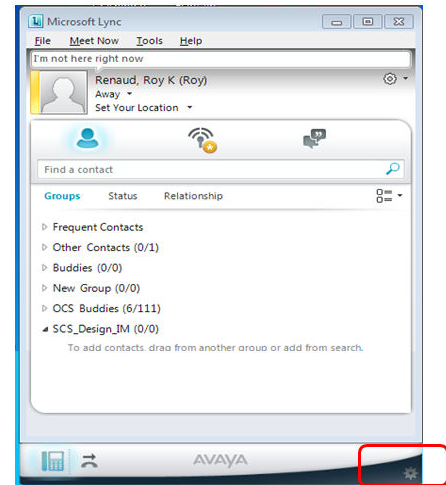 Microsoft Lync
File Meet Now Tools Help
I'm not here right now
Renaud, Roy K (Roy)
Away
Set Your Location
Find a contact
Groups Status Relationship
Frequent Contacts
Other Contacts (0/1)
Buddies (0/0)
New Group (0/0)
OCS Buddies (6/111)
SCS_Design_IM (0/0)
To add contacts, drag from another group or add from search.
AVAYA